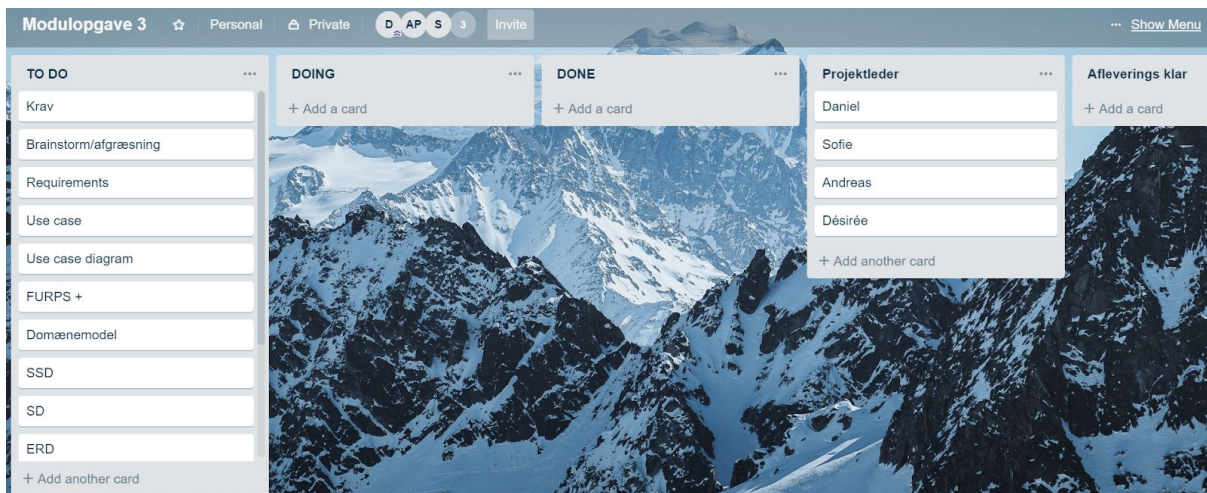 Modulopgave 3 Personal Private D AP S 3 Invite ... Show Menu
TO DO ...
Krav
Brainstorm/afgræsning
Requirements
Use case
Use case diagram
FURPS +
Domænemodel
SSD
SD
ERD
+ Add another card
DOING ...
+ Add a card
DONE ...
+ Add a card
Projektleder ...
Daniel
Sofie
Andreas
Désirée
+ Add another card
Afleverings klar
+ Add a card